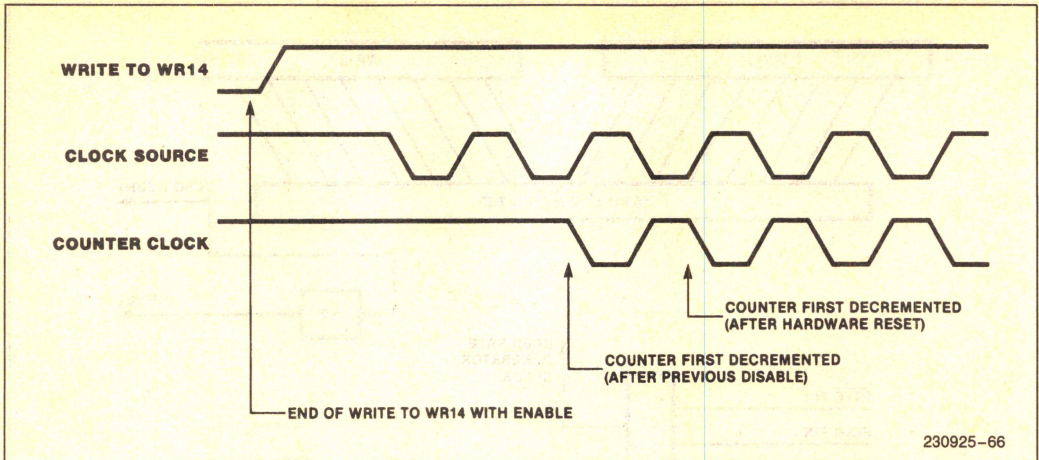 WRITE TO WR14
CLOCK SOURCE
COUNTER CLOCK
COUNTER FIRST DECREMENTED
(AFTER HARDWARE RESET)
COUNTER FIRST DECREMENTED
(AFTER PREVIOUS DISABLE)
END OF WRITE TO WR14 WITH ENABLE
230925-66